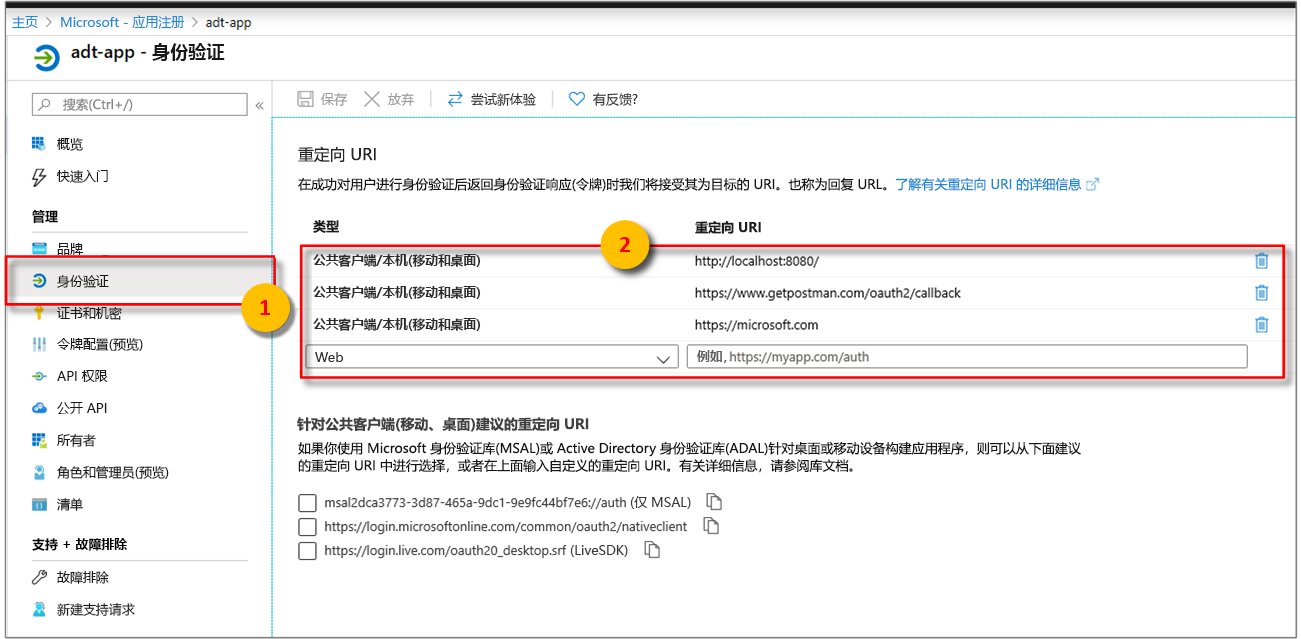 主页 > Microsoft - 应用注册 > adt-app
adt-app - 身份验证
搜索(Ctrl+/)
«
保存
放弃
尝试新体验
有反馈?
概览
快速入门
管理
品牌
身份验证
证书和机密
令牌配置(预览)
API 权限
公开 API
所有者
角色和管理员(预览)
清单
支持 + 故障排除
故障排除
新建支持请求
1
重定向 URI
在成功对用户进行身份验证后返回身份验证响应(令牌)时我们将接受其为目标的 URI。也称为回复 URL。了解有关重定向 URI 的详细信息
类型 重定向 URI
2
公共客户端/本机(移动和桌面) http://localhost:8080/
公共客户端/本机(移动和桌面) https://www.getpostman.com/oauth2/callback
公共客户端/本机(移动和桌面) https://microsoft.com
Web 例如, https://myapp.com/auth
针对公共客户端(移动、桌面)建议的重定向 URI
如果你使用 Microsoft 身份验证库(MSAL)或 Active Directory 身份验证库(ADAL)针对桌面或移动设备构建应用程序，则可以从下面建议
的重定向 URI 中进行选择，或者在上面输入自定义的重定向 URI。有关详细信息，请参阅库文档。
msal2dca3773-3d87-465a-9dc1-9e9fc44bf7e6://auth (仅 MSAL)
https://login.microsoftonline.com/common/oauth2/nativeclient
https://login.live.com/oauth20_desktop.srf (LiveSDK)